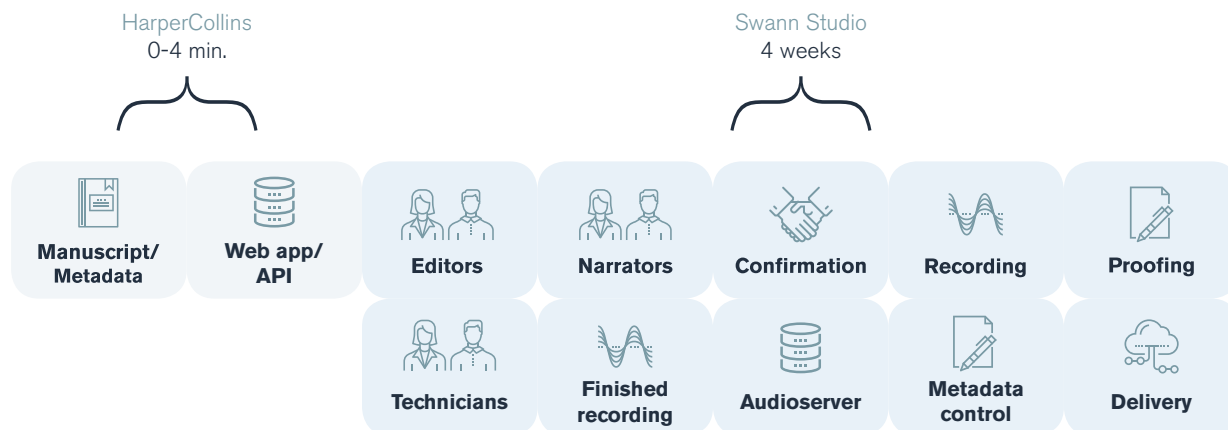 HarperCollins
0-4 min.
Swann Studio
4 weeks
Manuscript/
Metadata
Web app/
API
Editors
Narrators
Confirmation
Recording
Proofing
Technicians
Finished
recording
Audioserver
Metadata
control
Delivery